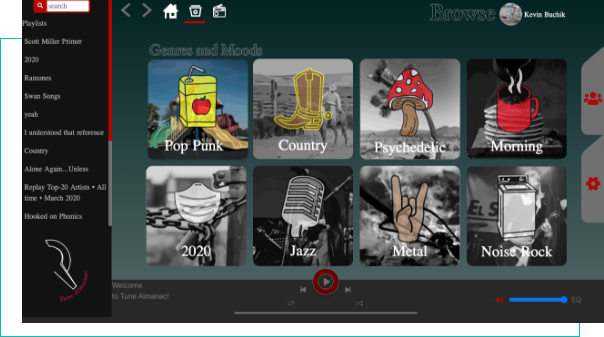 search
Browse
Kevin Buchik
Playlists
Scott Miller Primer
2020
Ramones
Swan Songs
yeah
I understood that reference
Country
Alone Again...Unless
Replay Top-20 Artists • All
time • March 2020
Hooked on Phonics
Tune Almanac
Genres and Moods
Pop Punk
Country
Psychedelic
Morning
2020
Jazz
Metal
Noise Rock
Welcome
to Tune Almanac!
EQ